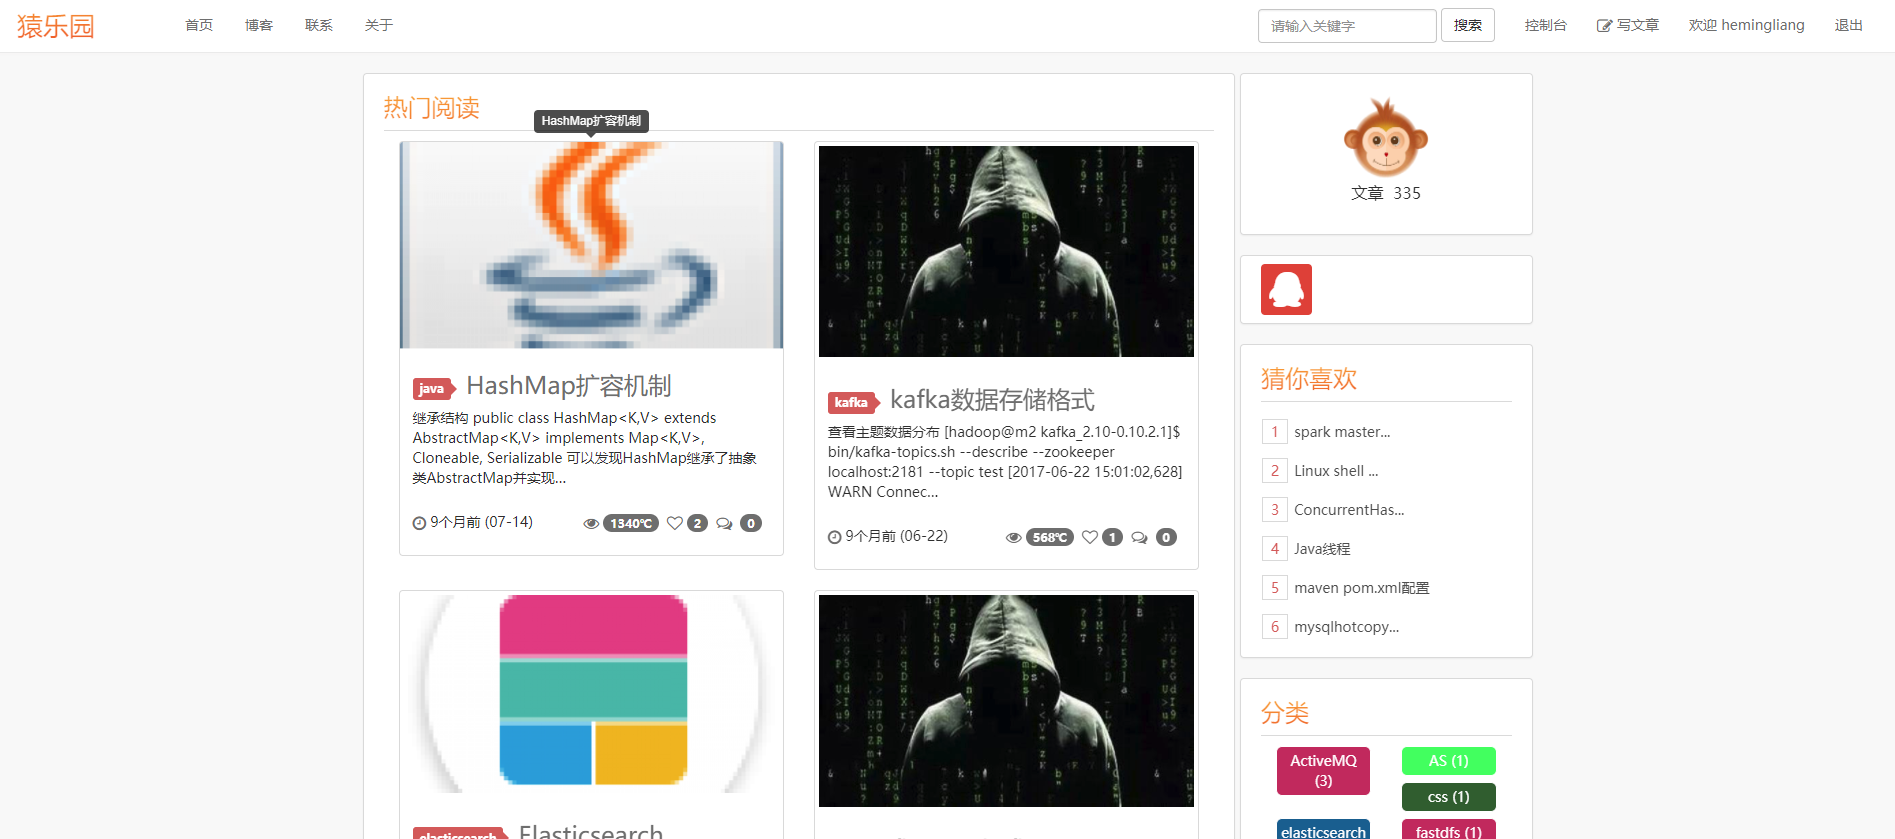 猿乐园 首页 博客 联系 关于 请输入关键字 搜索 控制台 写文章 欢迎 hemingliang 退出
热门阅读
HashMap扩容机制
java HashMap扩容机制
继承结构 public class HashMap<K,V> extends
AbstractMap<K,V> implements Map<K,V>,
Cloneable, Serializable 可以发现HashMap继承了抽象
类AbstractMap并实现...
9个月前 (07-14) 1340℃ 2 0
kafka kafka数据存储格式
查看主题数据分布 [hadoop@m2 kafka_2.10-0.10.2.1]$
bin/kafka-topics.sh --describe --zookeeper
localhost:2181 --topic test [2017-06-22 15:01:02,628]
WARN Connec...
9个月前 (06-22) 568℃ 1 0
elasticsearch Elasticsearch
文章 335
猜你喜欢
1 spark master...
2 Linux shell ...
3 ConcurrentHas...
4 Java线程
5 maven pom.xml配置
6 mysqlhotcopy...
分类
ActiveMQ
(3)
AS (1)
css (1)
elasticsearch
fastdfs (1)